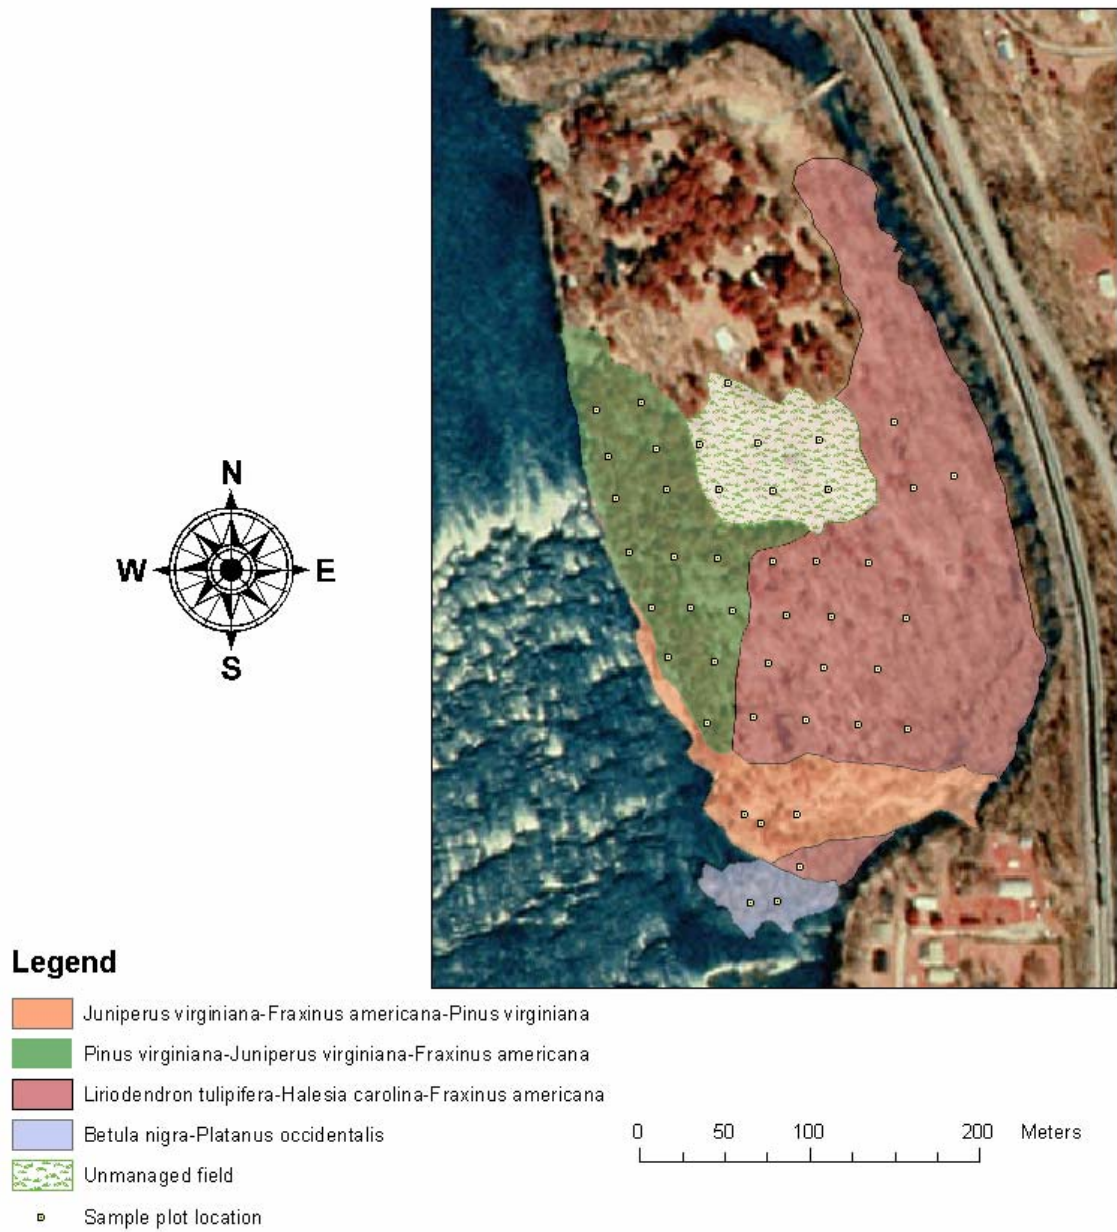 N
W E
S
Legend
Juniperus virginiana-Fraxinus americana-Pinus virginiana
Pinus virginiana-Juniperus virginiana-Fraxinus americana
Liriodendron tulipifera-Halesia carolina-Fraxinus americana
Betula nigra-Platanus occidentalis
Unmanaged field
Sample plot location
0 50 100 200 Meters